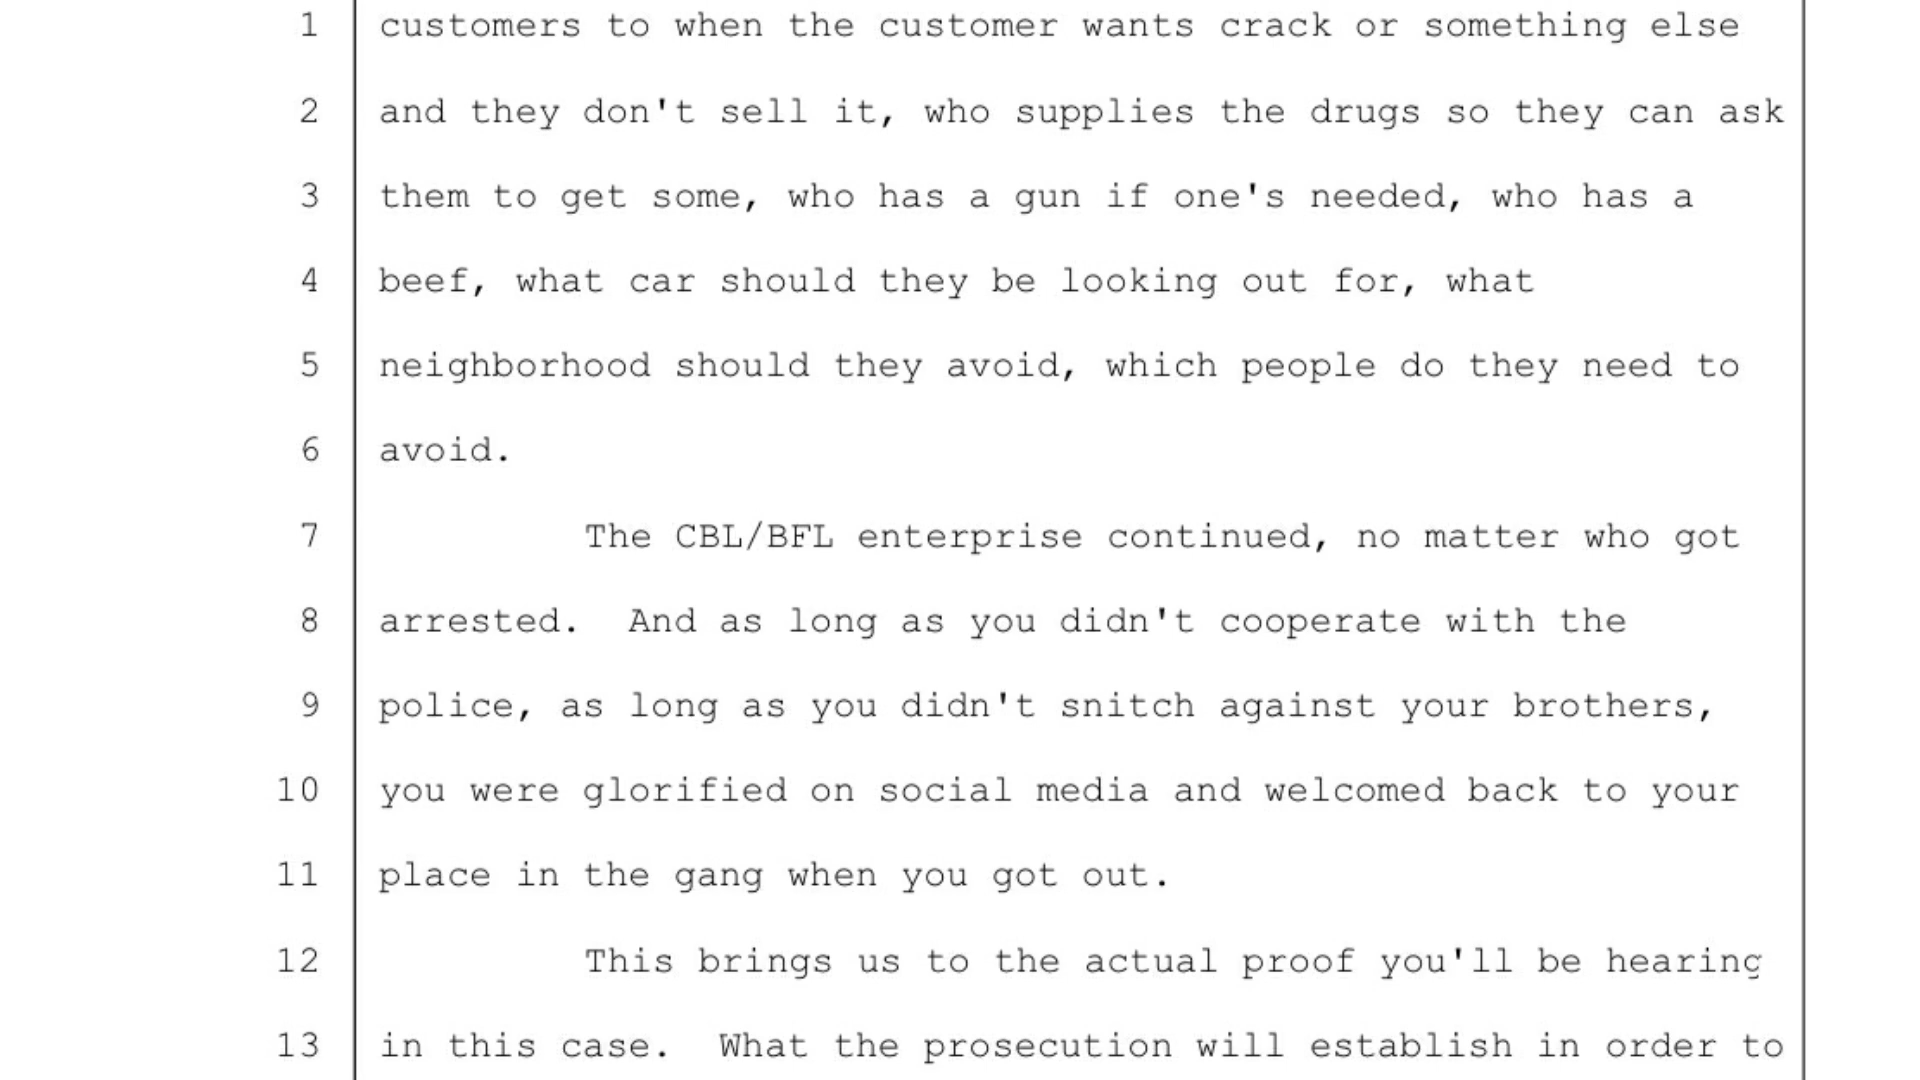 1 customers to when the customer wants crack or something else
2 and they don't sell it, who supplies the drugs so they can ask
3 them to get some, who has a gun if one's needed, who has a
4 beef, what car should they be looking out for, what
5 neighborhood should they avoid, which people do they need to
6 avoid.
7 The CBL/BFL enterprise continued, no matter who got
8 arrested. And as long as you didn't cooperate with the
9 police, as long as you didn't snitch against your brothers,
10 you were glorified on social media and welcomed back to your
11 place in the gang when you got out.
12 This brings us to the actual proof you'll be hearing
13 in this case. What the prosecution will establish in order to